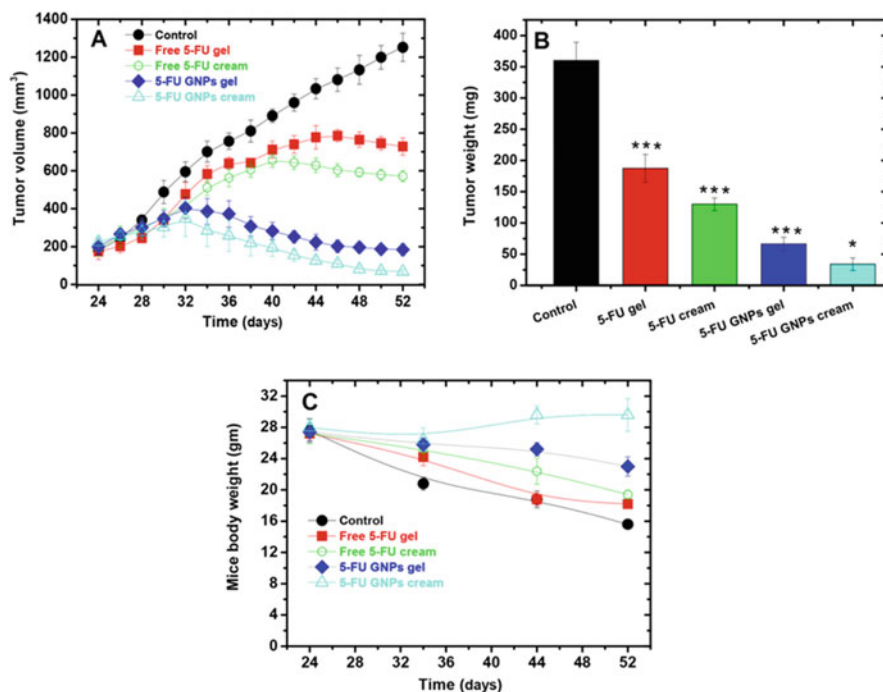 A
Control
Free 5-FU gel
Free 5-FU cream
5-FU GNPs gel
5-FU GNPs cream
Tumor volume (mm³)
1400
1200
1000
800
600
400
200
0
24 28 32 36 40 44 48 52
Time (days)
B
Tumor weight (mg)
400
350
300
250
200
150
100
50
0
***
***
***
*
Control
5-FU gel
5-FU cream
5-FU GNPs gel
5-FU GNPs cream
C
Mice body weight (gm)
32
28
24
20
16
12
8
4
0
Control
Free 5-FU gel
Free 5-FU cream
5-FU GNPs gel
5-FU GNPs cream
24 28 32 36 40 44 48 52
Time (days)